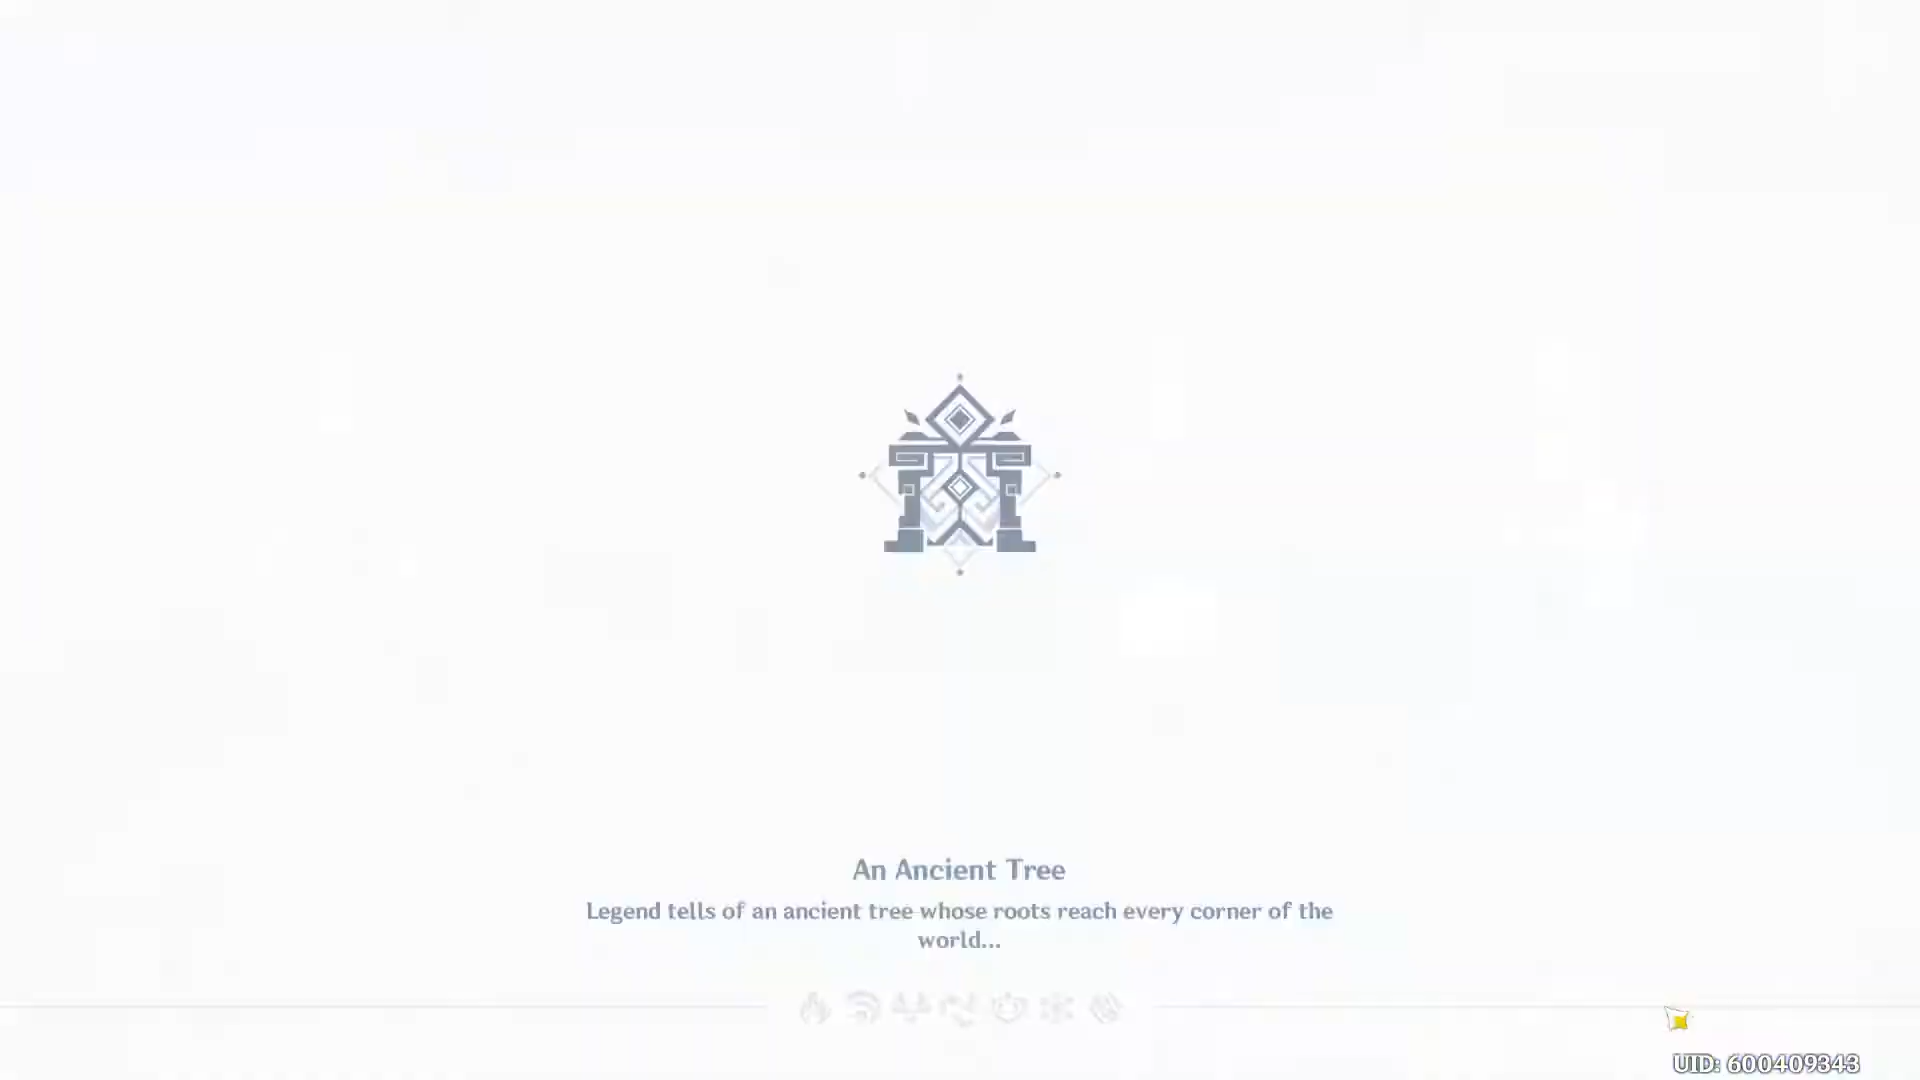 An Ancient Tree
Legend tells of an ancient tree whose roots reach every corner of the
world...
UID: 600409343